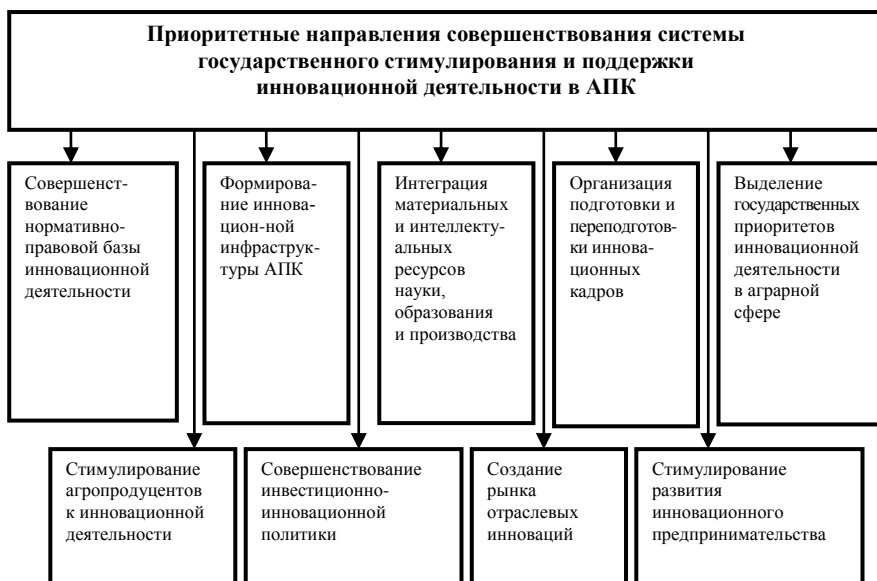 Приоритетные направления совершенствования системы
государственного стимулирования и поддержки
инновационной деятельности в АПК
Совершенст-
вование
нормативно-
правовой базы
инновационной
деятельности
Формирова-
ние иннова-
цион-ной
инфраструк-
туры АПК
Интеграция
материальных
и интеллекту-
альных
ресурсов
науки,
образования
и производства
Организация
подготовки и
переподготов-
ки иннова-
ционных
кадров
Выделение
государственных
приоритетов
инновационной
деятельности
в аграрной
сфере
Стимулирование
агропродуцентов
к инновационной
деятельности
Совершенствование
инвестиционно-
инновационной
политики
Создание
рынка
отраслевых
инноваций
Стимулирование
развития
инновационного
предпринимательства